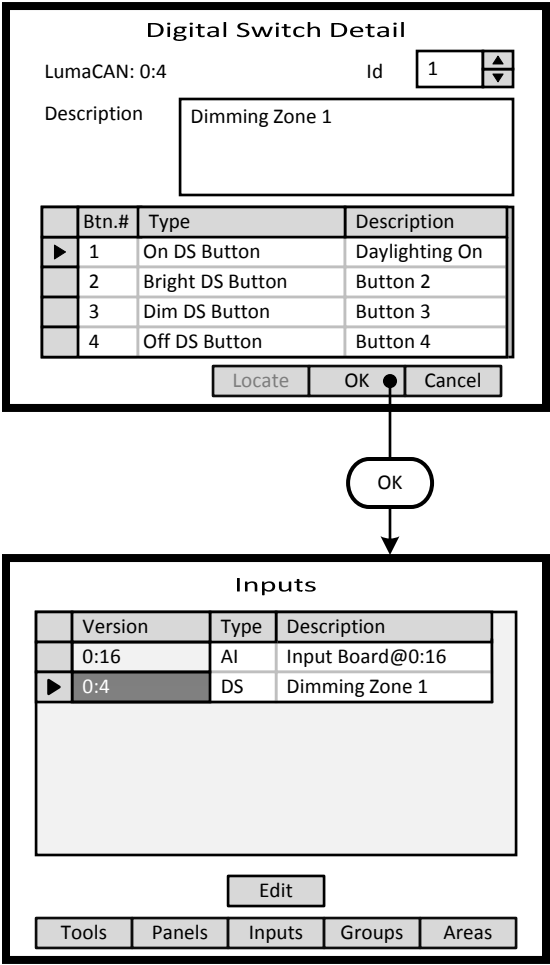 Digital Switch Detail
LumaCAN: 0:4 Id 1
Description Dimming Zone 1
Btn.# Type Description
1 On DS Button Daylighting On
2 Bright DS Button Button 2
3 Dim DS Button Button 3
4 Off DS Button Button 4
Locate OK Cancel
OK
Inputs
Version Type Description
0:16 AI Input Board@0:16
0:4 DS Dimming Zone 1
Edit
Tools Panels Inputs Groups Areas